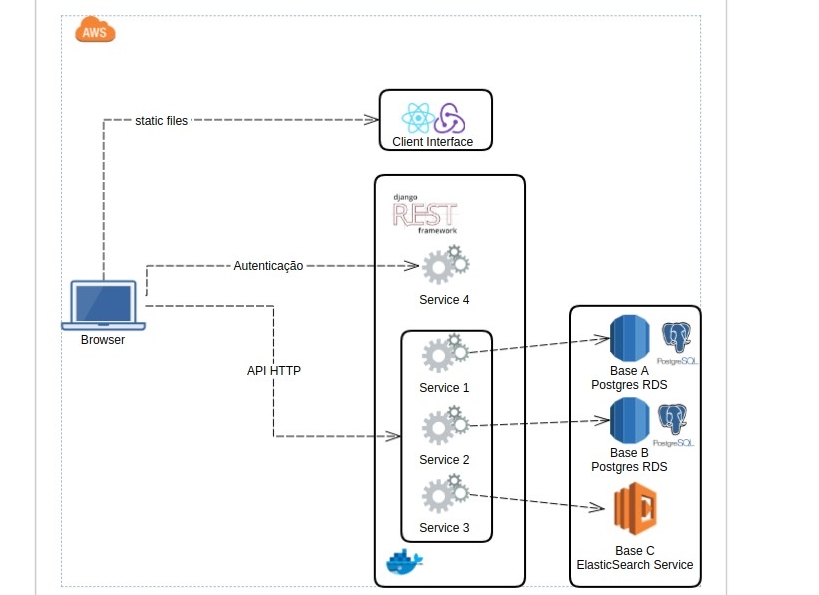 AWS
static files
Client Interface
django
REST
framework
Autenticação
Service 4
Browser
API HTTP
Service 1
Service 2
Service 3
PostgreSQL
Base A
Postgres RDS
PostgreSQL
Base B
Postgres RDS
Base C
ElasticSearch Service